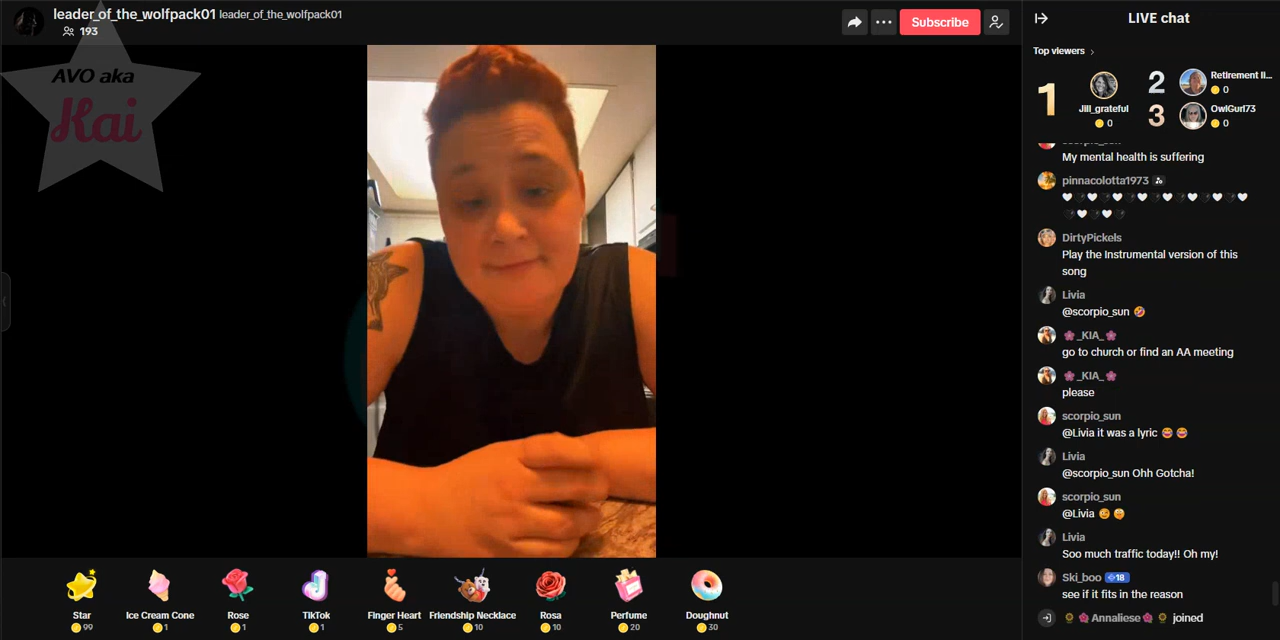 leader_of_the_wolfpack01 leader_of_the_wolfpack01
193
Subscribe
AVO aka
Kai
LIVE chat
Top viewers
1
Jill_grateful
0
2
Retirement li...
0
3
OwlGurl73
0
My mental health is suffering
pinnacolotta1973
DirtyPickels
Play the Instrumental version of this
song
Livia
@scorpio_sun 🤣
🌸_KIA_🌸
go to church or find an AA meeting
🌸_KIA_🌸
please
scorpio_sun
@Livia it was a lyric 😂 😂
Livia
@scorpio_sun Ohh Gotcha!
scorpio_sun
@Livia
Livia
Soo much traffic today!! Oh my!
Ski_boo 18
see if it fits in the reason
🌻 🌺 Annaliese 🌺 🌻 joined
Star
99
Ice Cream Cone
1
Rose
1
TikTok
1
Finger Heart
5
Friendship Necklace
10
Rosa
10
Perfume
20
Doughnut
30